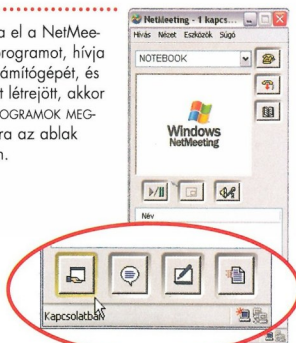 a el a NetMee-
programot, hívja
ámítógépét, és
t létrejött, akkor
OGRAMOK MEG-
ra az ablak
n.
NetMeeting - 1 kapcs...
Hívás Nézet Eszközök Súgó
NOTEBOOK
Windows
NetMeeting
Név
Kapcsolatban